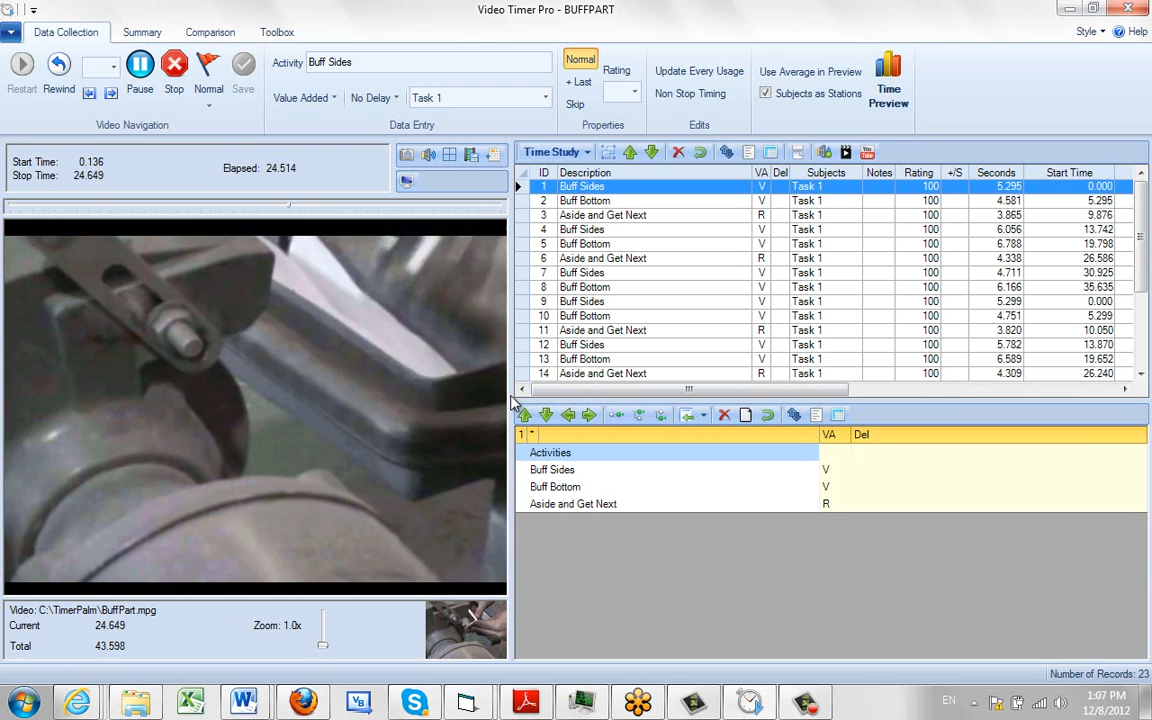 Video Timer Pro - BUFFPART
Data Collection Summary Comparison Toolbox Style Help
Restart Rewind Pause Stop Normal Save
Video Navigation
Activity Buff Sides
Value Added No Delay Task 1
Data Entry
Normal
+ Last
Skip
Rating
Properties
Update Every Usage
Non Stop Timing
Edits
Use Average in Preview
Subjects as Stations
Time Preview
Start Time: 0.136
Stop Time: 24.649
Elapsed: 24.514
Time Study
You Tube
ID Description VA Del Subjects Notes Rating +/S Seconds Start Time
1 Buff Sides V Task 1 100 5.295 0.000
2 Buff Bottom V Task 1 100 4.581 5.295
3 Aside and Get Next R Task 1 100 3.865 9.876
4 Buff Sides V Task 1 100 6.056 13.742
5 Buff Bottom V Task 1 100 6.788 19.798
6 Aside and Get Next R Task 1 100 4.338 26.586
7 Buff Sides V Task 1 100 4.711 30.925
8 Buff Bottom V Task 1 100 6.166 35.635
9 Buff Sides V Task 1 100 5.299 0.000
10 Buff Bottom V Task 1 100 4.751 5.299
11 Aside and Get Next R Task 1 100 3.820 10.050
12 Buff Sides V Task 1 100 5.782 13.870
13 Buff Bottom V Task 1 100 6.589 19.652
14 Aside and Get Next R Task 1 100 4.309 26.240
1 * VA Del
Activities
Buff Sides V
Buff Bottom V
Aside and Get Next R
Video: C:\TimerPalm\BuffPart.mpg
Current 24.649
Total 43.598
Zoom: 1.0x
Number of Records: 23
EN
1:07 PM
12/8/2012